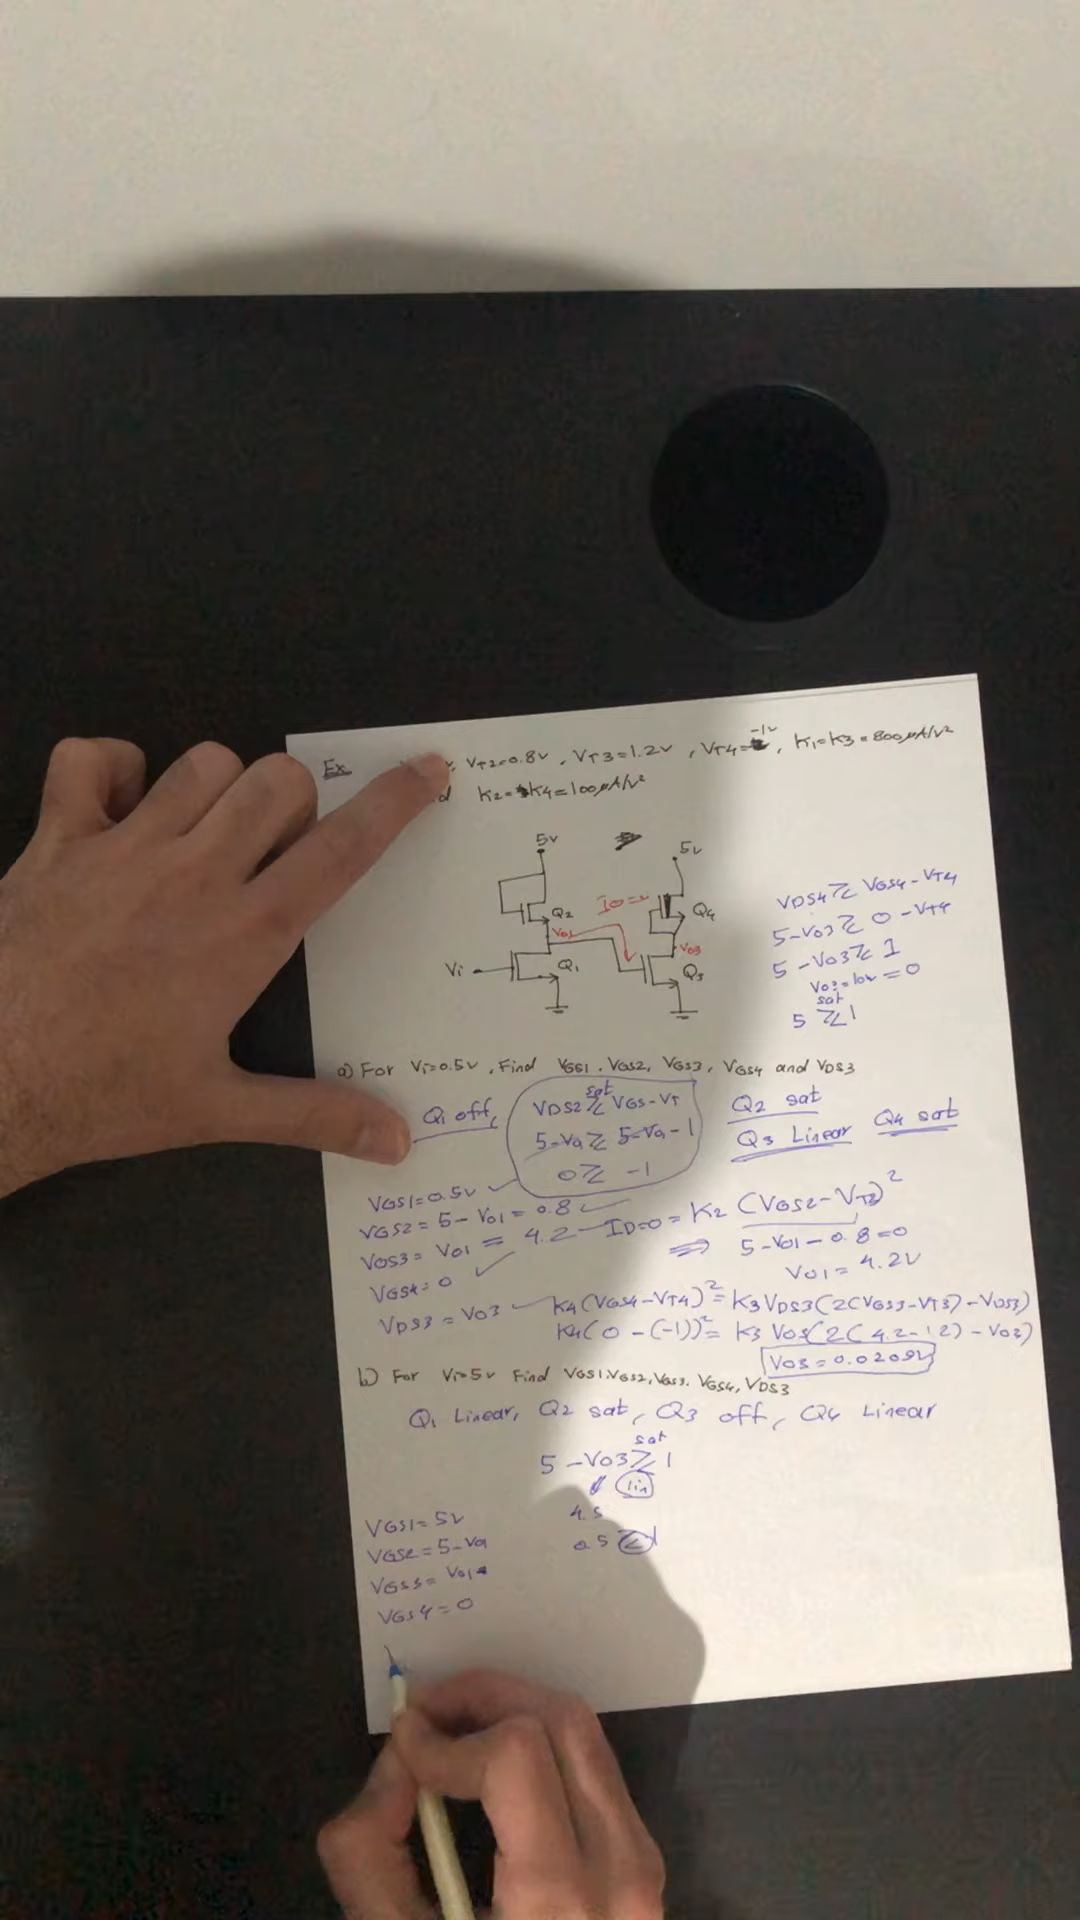 Ex
VT2=0.8V, VT3=1.2V, VT4= -1V, K1=K3=800μA/V²
K2=K4=100μA/V²
5V
5V
Q2
IO=
Q4
VO1
VO3
Vi
Q1
Q3
VDS4 ≥ VGS4-VT4
5-VO3 ≥ 0-VT4
5-VO3 ≥ 1
VO3=low=0
sat
5 ≥ 1
a) For Vi=0.5V, Find VGS1, VGS2, VGS3, VGS4 and VDS3
Q1 off,
sat
VDS2 ≥ VGS-VT
5-VO1 ≥ 5-VO1-1
0 ≥ -1
Q2 sat
Q3 Linear
Q4 sat
VGS1=0.5V
VGS2=5-VO1=0.8
VGS3=VO1=4.2
ID=0=K2(VGS2-VT2)²
⇒ 5-VO1-0.8=0
VO1=4.2V
VGS4=0
VDS3=VO3
K4(VGS4-VT4)²=K3VDS3(2(VGS3-VT3)-VDS3)
K4(0-(-1))²=K3 VO3(2(4.2-1.2)-VO3)
VO3=0.0209V
b) For Vi=5V Find VGS1, VGS2, VGS3, VGS4, VDS3
Q1 Linear, Q2 sat, Q3 off, Q4 Linear
sat
5-VO3 ≥ 1
lin
4.5
0.5 ≥ 1
VGS1=5V
VGS2=5-VO1
VGS3=VO1
VGS4=0